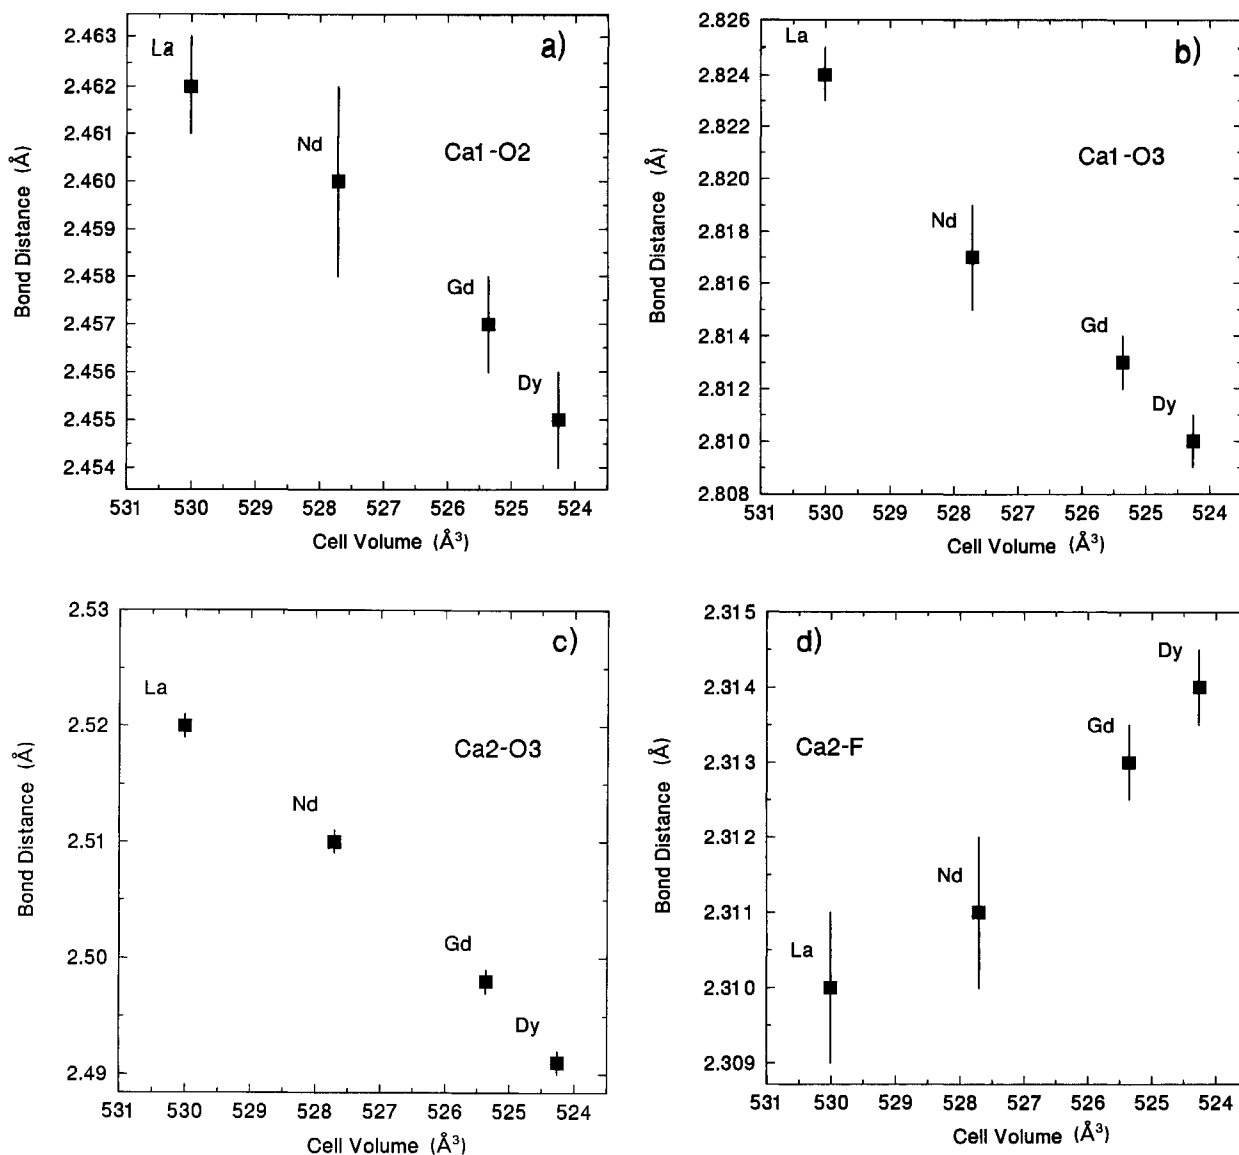 a)
2.463
2.462
2.461
2.460
2.459
2.458
2.457
2.456
2.455
2.454
Bond Distance (Å)
La
Nd
Gd
Dy
Ca1-O2
531 530 529 528 527 526 525 524
Cell Volume (Å³)
b)
2.826
2.824
2.822
2.820
2.818
2.816
2.814
2.812
2.810
2.808
Bond Distance (Å)
La
Nd
Gd
Dy
Ca1-O3
531 530 529 528 527 526 525 524
Cell Volume (Å³)
c)
2.53
2.52
2.51
2.50
2.49
Bond Distance (Å)
La
Nd
Gd
Dy
Ca2-O3
531 530 529 528 527 526 525 524
Cell Volume (Å³)
d)
2.315
2.314
2.313
2.312
2.311
2.310
2.309
Bond Distance (Å)
Dy
Gd
Nd
La
Ca2-F
531 530 529 528 527 526 525 524
Cell Volume (Å³)